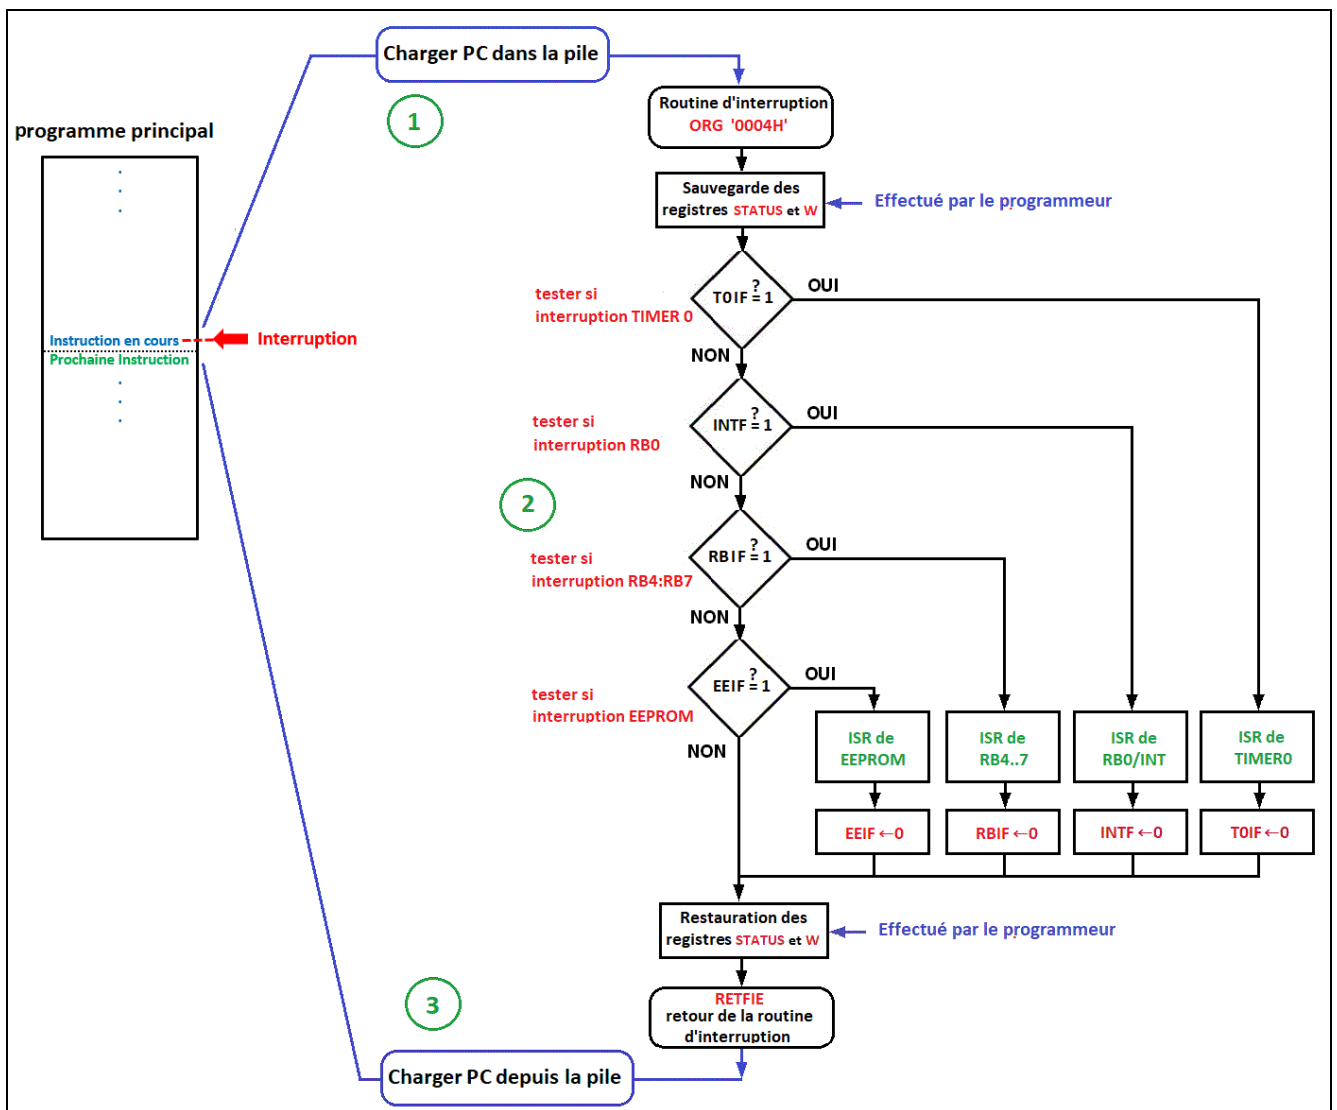 Charger PC dans la pile
1
Routine d'interruption
ORG '0004H'
programme principal
Sauvegarde des
registres STATUS et W
Effectué par le programmeur
Instruction en cours
Interruption
Prochaine Instruction
tester si
interruption TIMER 0
?
T0IF = 1
OUI
NON
tester si
interruption RB0
?
INTF = 1
OUI
NON
2
tester si
interruption RB4:RB7
?
RBIF = 1
OUI
NON
tester si
interruption EEPROM
?
EEIF = 1
OUI
NON
ISR de
EEPROM
ISR de
RB4..7
ISR de
RB0/INT
ISR de
TIMER0
EEIF ←0
RBIF ←0
INTF ←0
T0IF ←0
Restauration des
registres STATUS et W
Effectué par le programmeur
3
RETFIE
retour de la routine
d'interruption
Charger PC depuis la pile